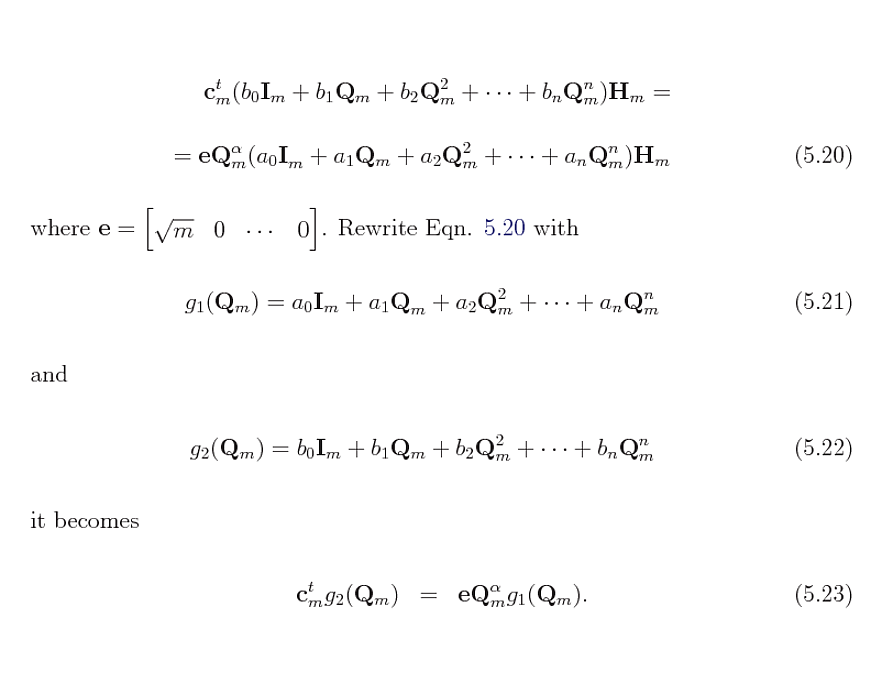 $\mathbf{c}_m^t(b_0\mathbf{I}_m + b_1\mathbf{Q}_m + b_2\mathbf{Q}_m^2 + \cdots + b_n\mathbf{Q}_m^n)\mathbf{H}_m =$
$= \mathbf{e}\mathbf{Q}_m^\alpha(a_0\mathbf{I}_m + a_1\mathbf{Q}_m + a_2\mathbf{Q}_m^2 + \cdots + a_n\mathbf{Q}_m^n)\mathbf{H}_m$ (5.20)
where $\mathbf{e} = \begin{bmatrix}\sqrt{m} & 0 & \cdots & 0\end{bmatrix}$. Rewrite Eqn. 5.20 with
$g_1(\mathbf{Q}_m) = a_0\mathbf{I}_m + a_1\mathbf{Q}_m + a_2\mathbf{Q}_m^2 + \cdots + a_n\mathbf{Q}_m^n$ (5.21)
and
$g_2(\mathbf{Q}_m) = b_0\mathbf{I}_m + b_1\mathbf{Q}_m + b_2\mathbf{Q}_m^2 + \cdots + b_n\mathbf{Q}_m^n$ (5.22)
it becomes
$\mathbf{c}_m^t g_2(\mathbf{Q}_m) = \mathbf{e}\mathbf{Q}_m^\alpha g_1(\mathbf{Q}_m).$ (5.23)